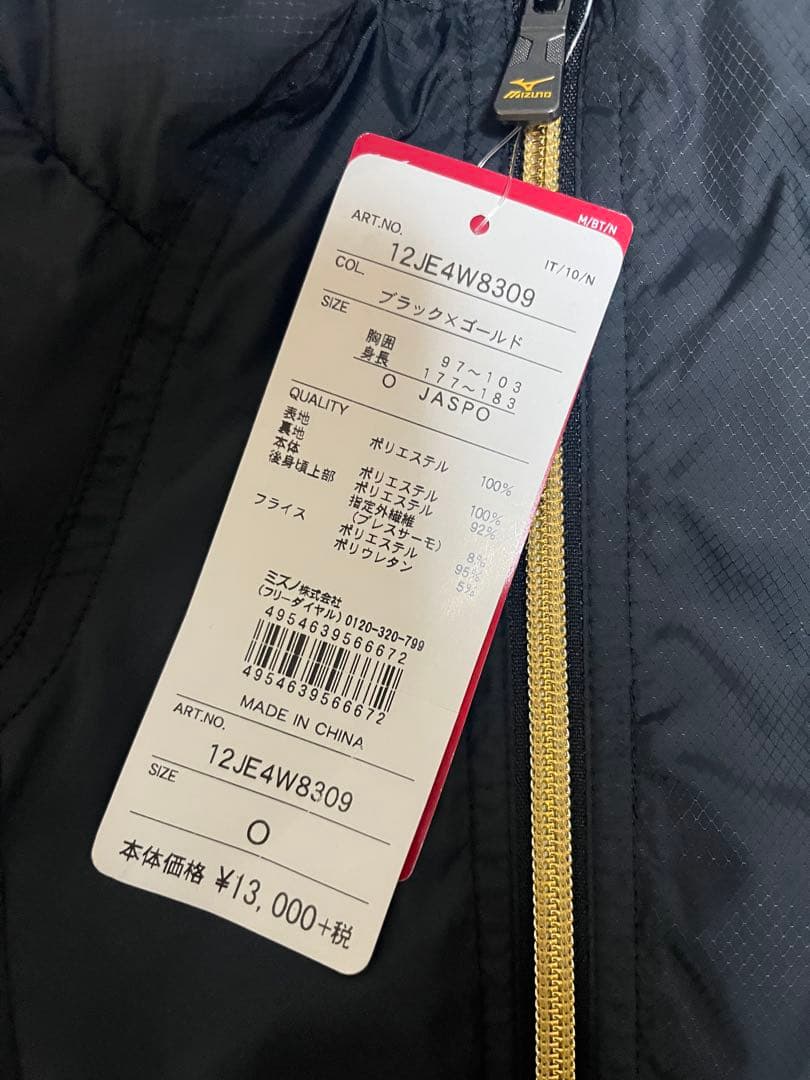 MIZUNO
M/BT/N
IT/10/N
ART.NO.
12JE4W8309
COL.
ブラック×ゴールド
SIZE
胸囲 97～103
身長 177～183
O JASPO
QUALITY
表地 ポリエステル 100%
裏地
本体 ポリエステル 100%
後身頃上部 ポリエステル 92%
指定外繊維
(ブレスサーモ) 8%
フライス ポリエステル 95%
ポリウレタン 5%
ミズノ株式会社
(フリーダイヤル)0120-320-799
4954639566672
4954639566672
MADE IN CHINA
ART.NO.
12JE4W8309
SIZE
O
本体価格 ¥13,000+税